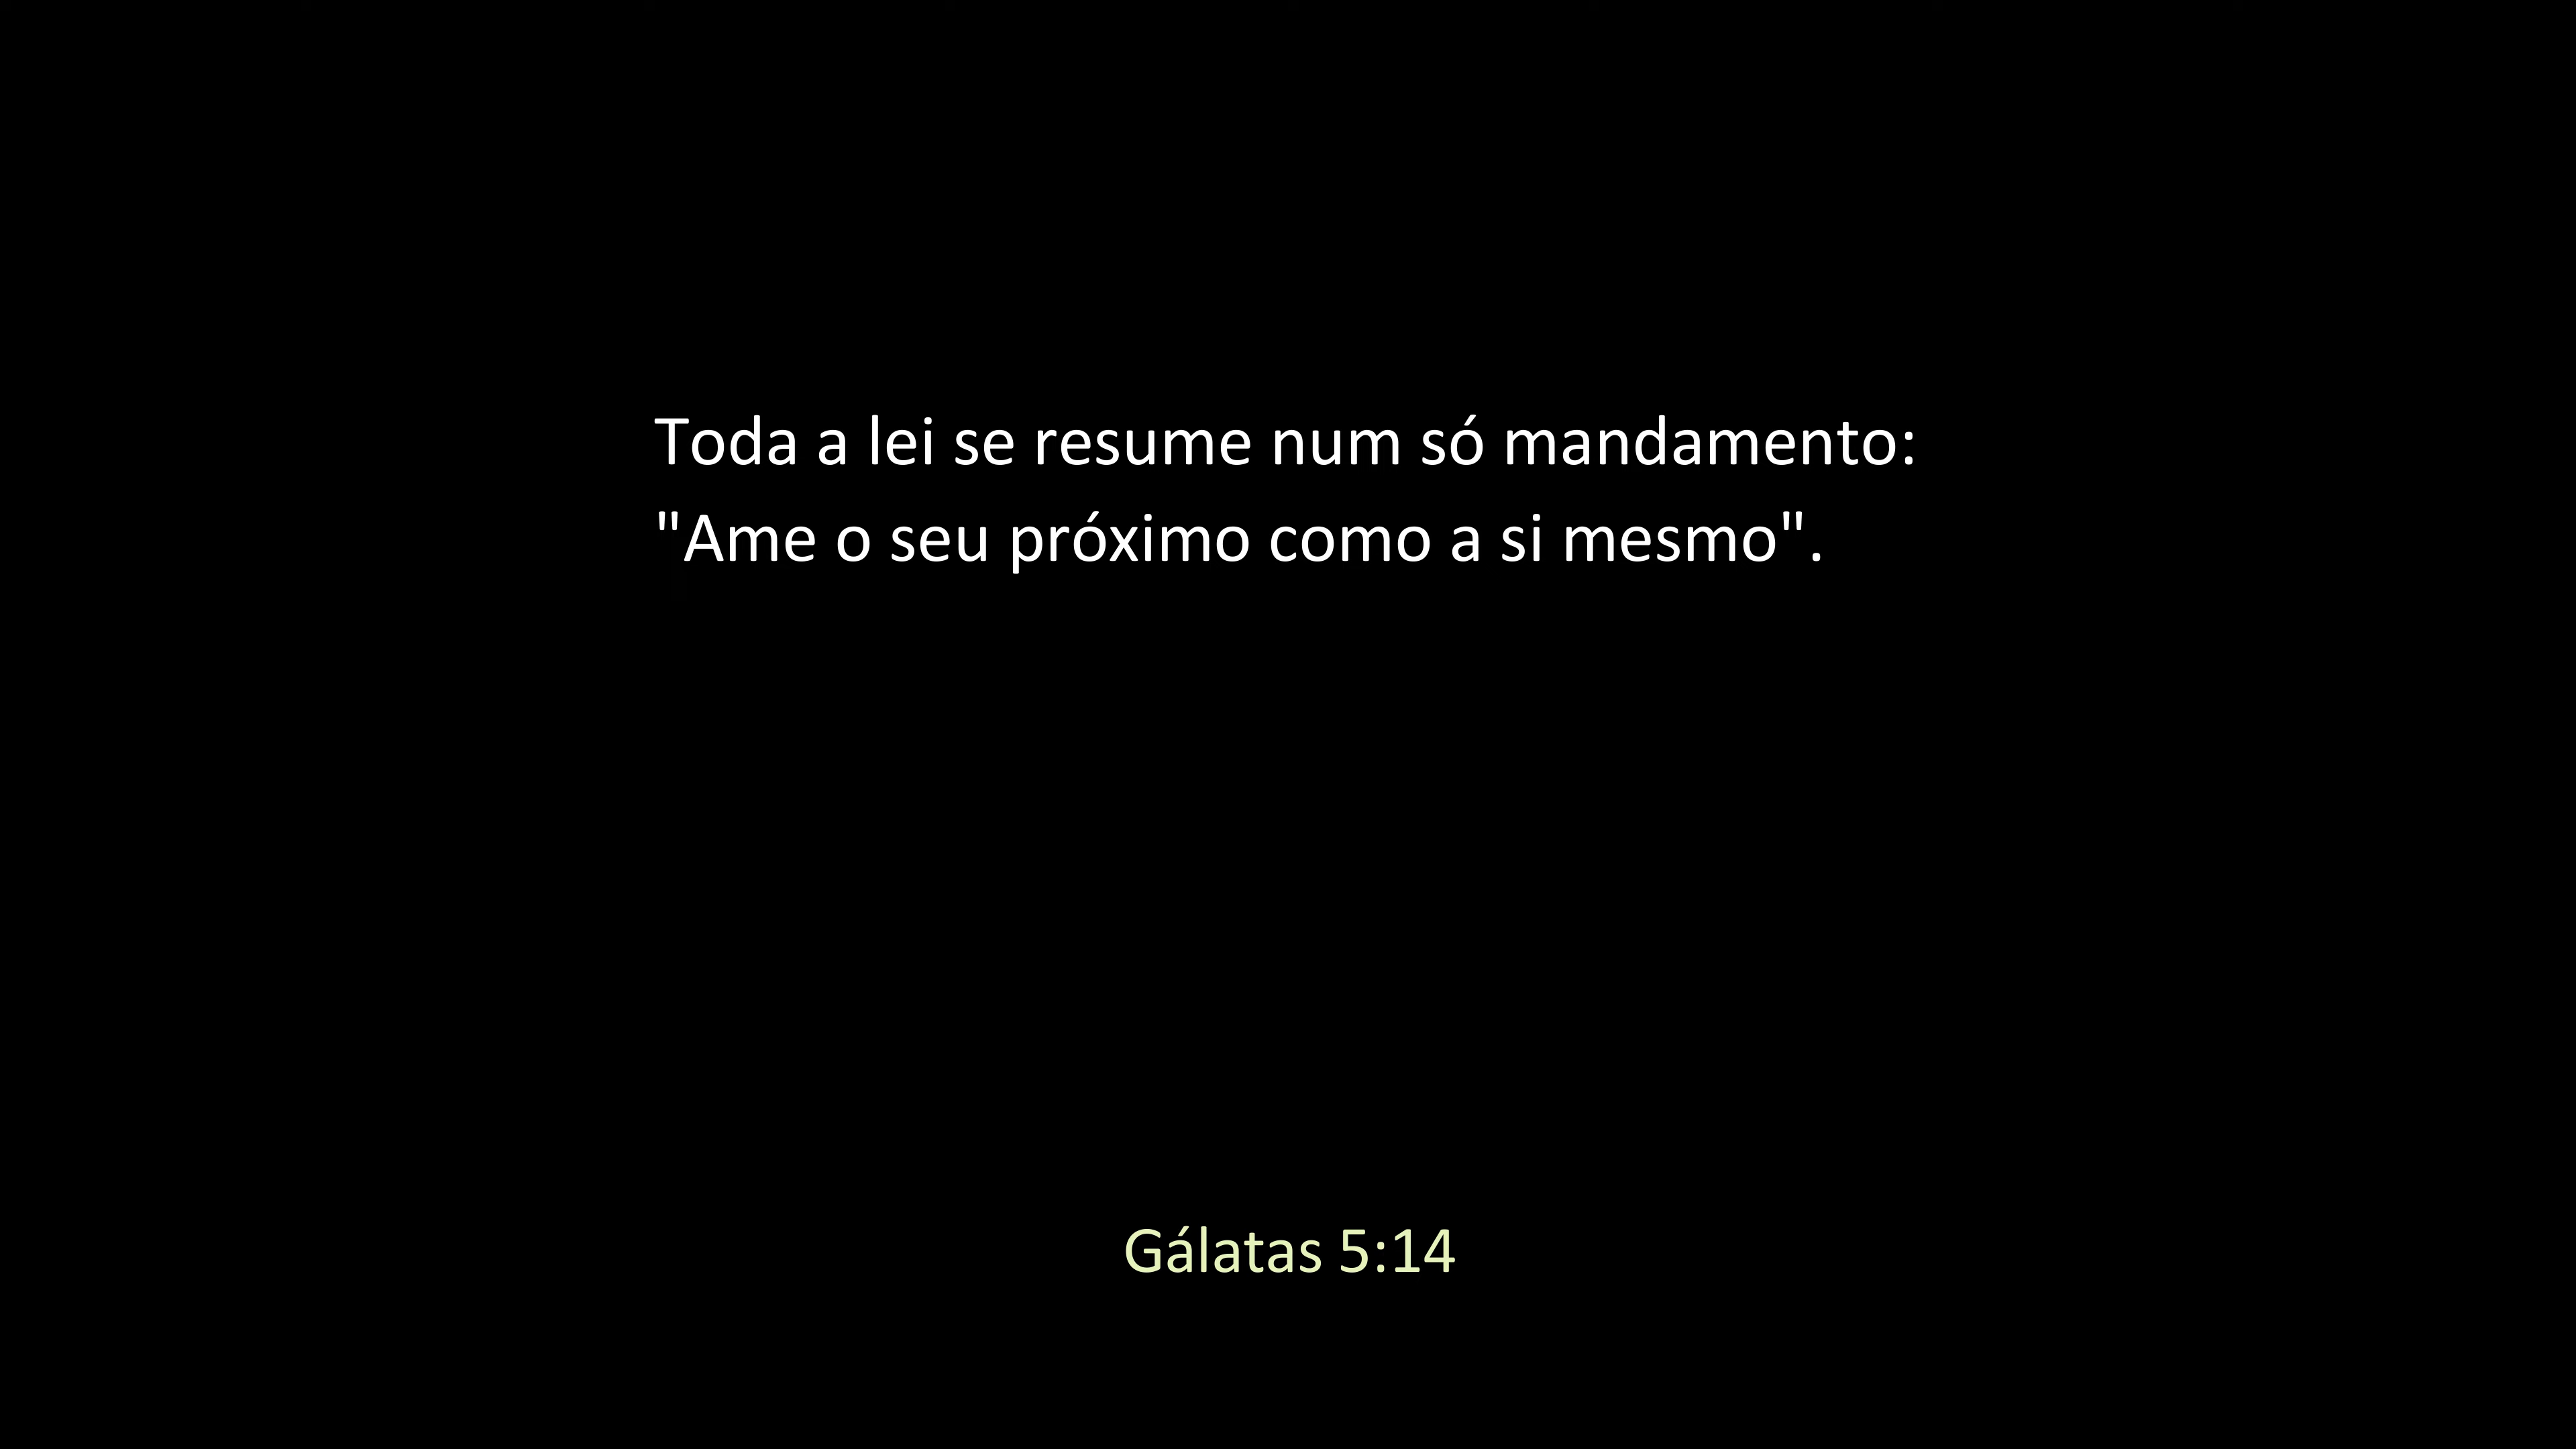 Toda a lei se resume num só mandamento:
"Ame o seu próximo como a si mesmo".
Gálatas 5:14